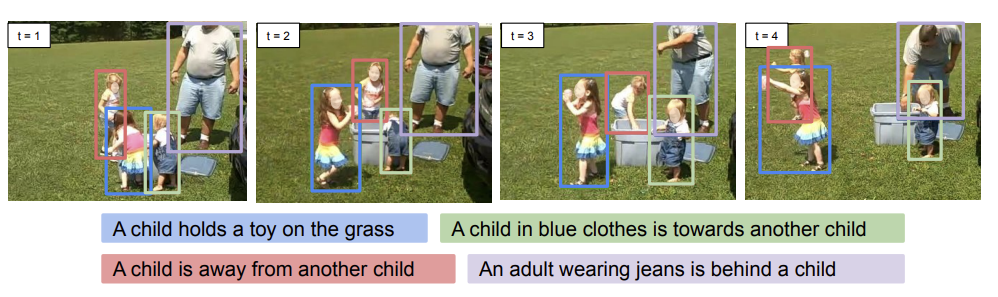 t = 1
t = 2
t = 3
t = 4
A child holds a toy on the grass
A child in blue clothes is towards another child
A child is away from another child
An adult wearing jeans is behind a child